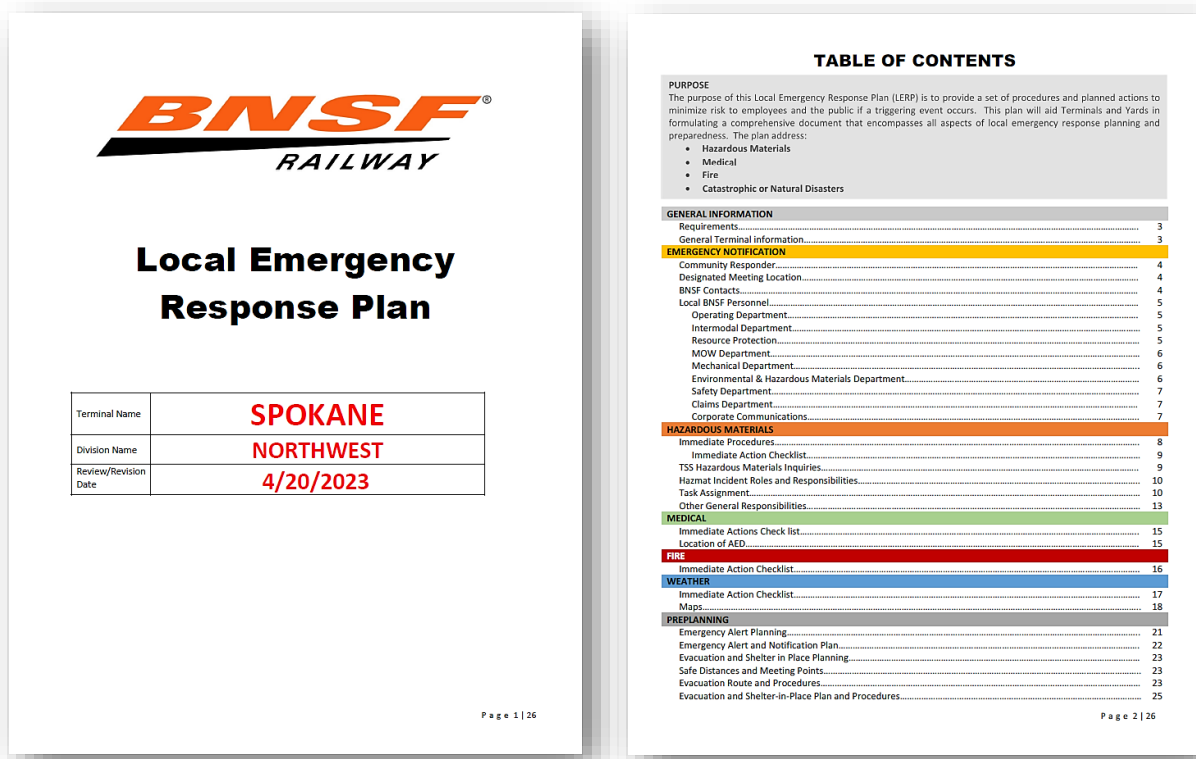 BNSF®
RAILWAY
Local Emergency
Response Plan
Terminal Name SPOKANE
Division Name NORTHWEST
Review/Revision
Date 4/20/2023
Page 1|26
TABLE OF CONTENTS
PURPOSE
The purpose of this Local Emergency Response Plan (LERP) is to provide a set of procedures and planned actions to
minimize risk to employees and the public if a triggering event occurs. This plan will aid Terminals and Yards in
formulating a comprehensive document that encompasses all aspects of local emergency response planning and
preparedness. The plan address:
• Hazardous Materials
• Medical
• Fire
• Catastrophic or Natural Disasters
GENERAL INFORMATION
Requirements 3
General Terminal information 3
EMERGENCY NOTIFICATION
Community Responder 4
Designated Meeting Location 4
BNSF Contacts 4
Local BNSF Personnel 5
Operating Department 5
Intermodal Department 5
Resource Protection 5
MOW Department 6
Mechanical Department 6
Environmental & Hazardous Materials Department 6
Safety Department 7
Claims Department 7
Corporate Communications 7
HAZARDOUS MATERIALS
Immediate Procedures 8
Immediate Action Checklist 9
TSS Hazardous Materials Inquiries 9
Hazmat Incident Roles and Responsibilities 10
Task Assignment 10
Other General Responsibilities 13
MEDICAL
Immediate Actions Check list 15
Location of AED 15
FIRE
Immediate Action Checklist 16
WEATHER
Immediate Action Checklist 17
Maps 18
PREPLANNING
Emergency Alert Planning 21
Emergency Alert and Notification Plan 22
Evacuation and Shelter in Place Planning 23
Safe Distances and Meeting Points 23
Evacuation Route and Procedures 23
Evacuation and Shelter-in-Place Plan and Procedures 25
Page 2|26